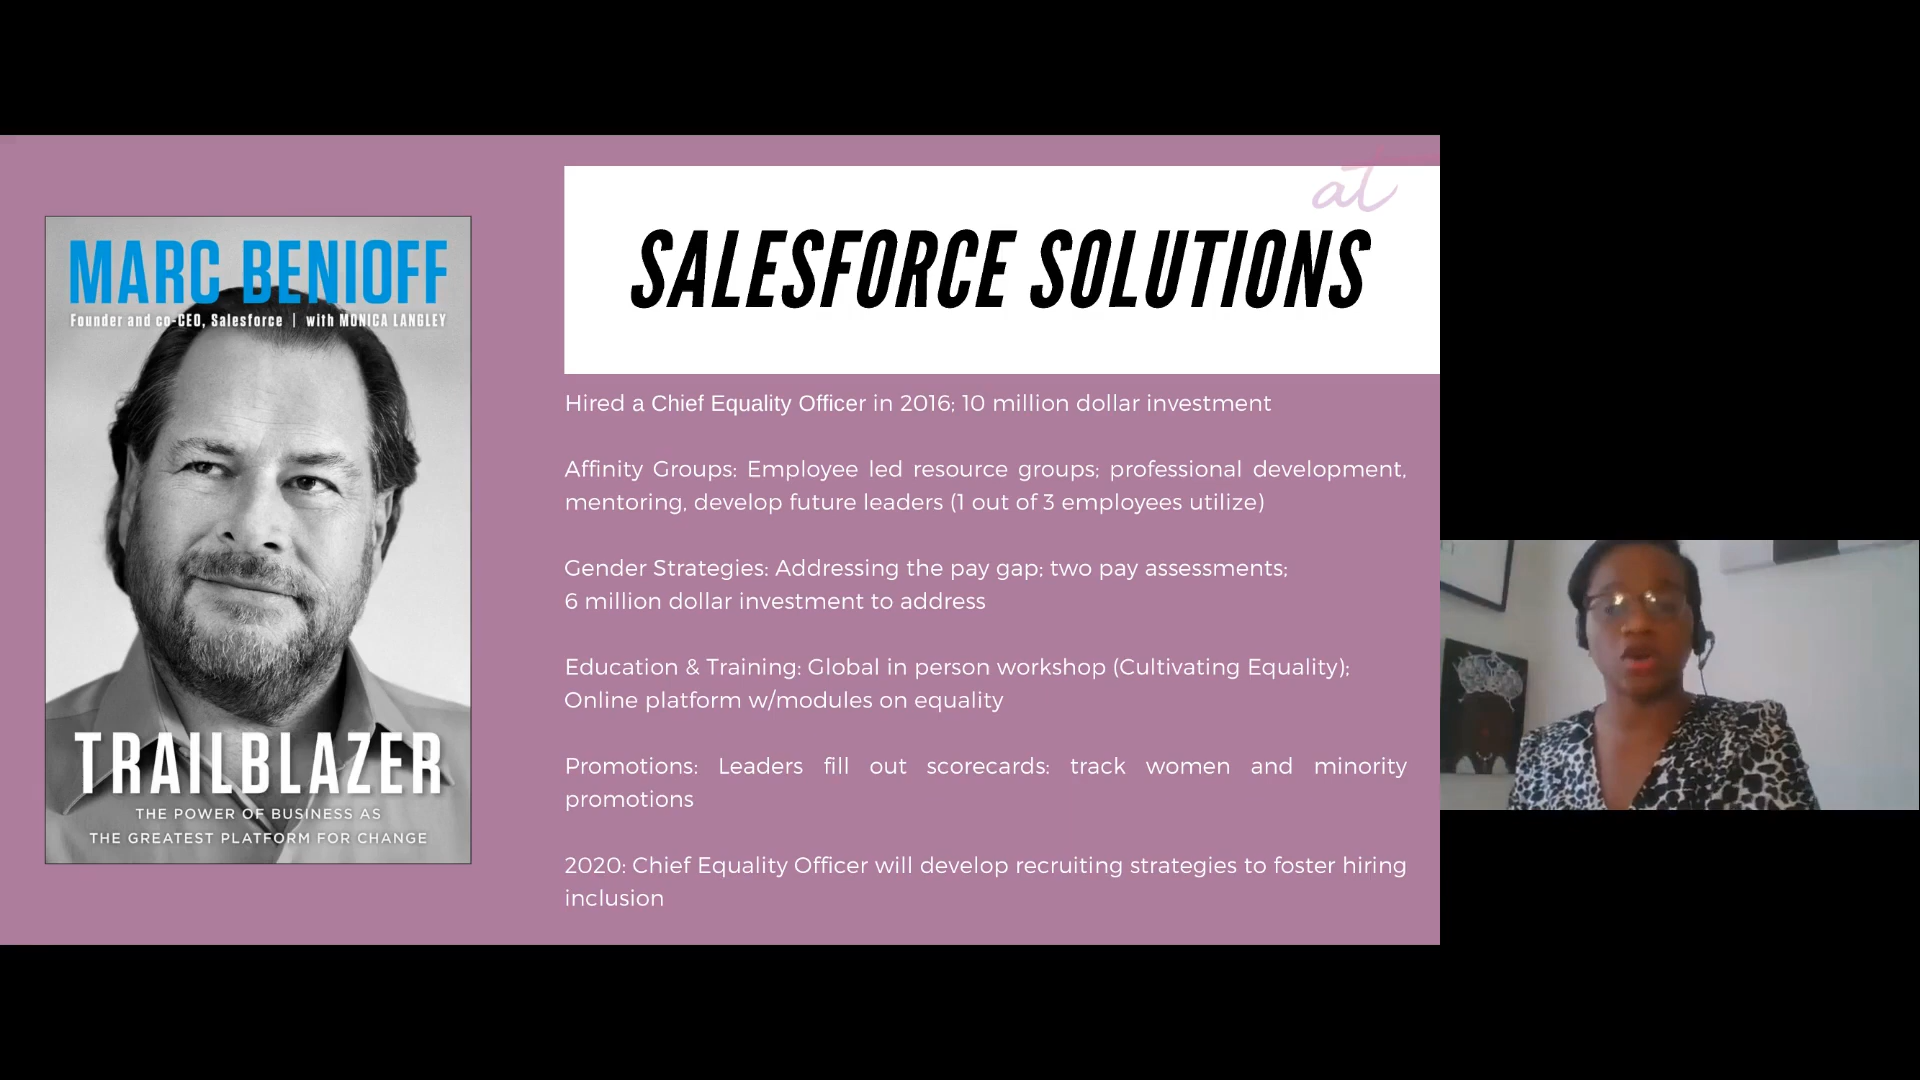 MARC BENIOFF
Founder and co-CEO, Salesforce | with MONICA LANGLEY
TRAILBLAZER
THE POWER OF BUSINESS AS
THE GREATEST PLATFORM FOR CHANGE
at
SALESFORCE SOLUTIONS
Hired a Chief Equality Officer in 2016; 10 million dollar investment
Affinity Groups: Employee led resource groups; professional development,
mentoring, develop future leaders (1 out of 3 employees utilize)
Gender Strategies: Addressing the pay gap; two pay assessments;
6 million dollar investment to address
Education & Training: Global in person workshop (Cultivating Equality);
Online platform w/modules on equality
Promotions: Leaders fill out scorecards: track women and minority
promotions
2020: Chief Equality Officer will develop recruiting strategies to foster hiring
inclusion